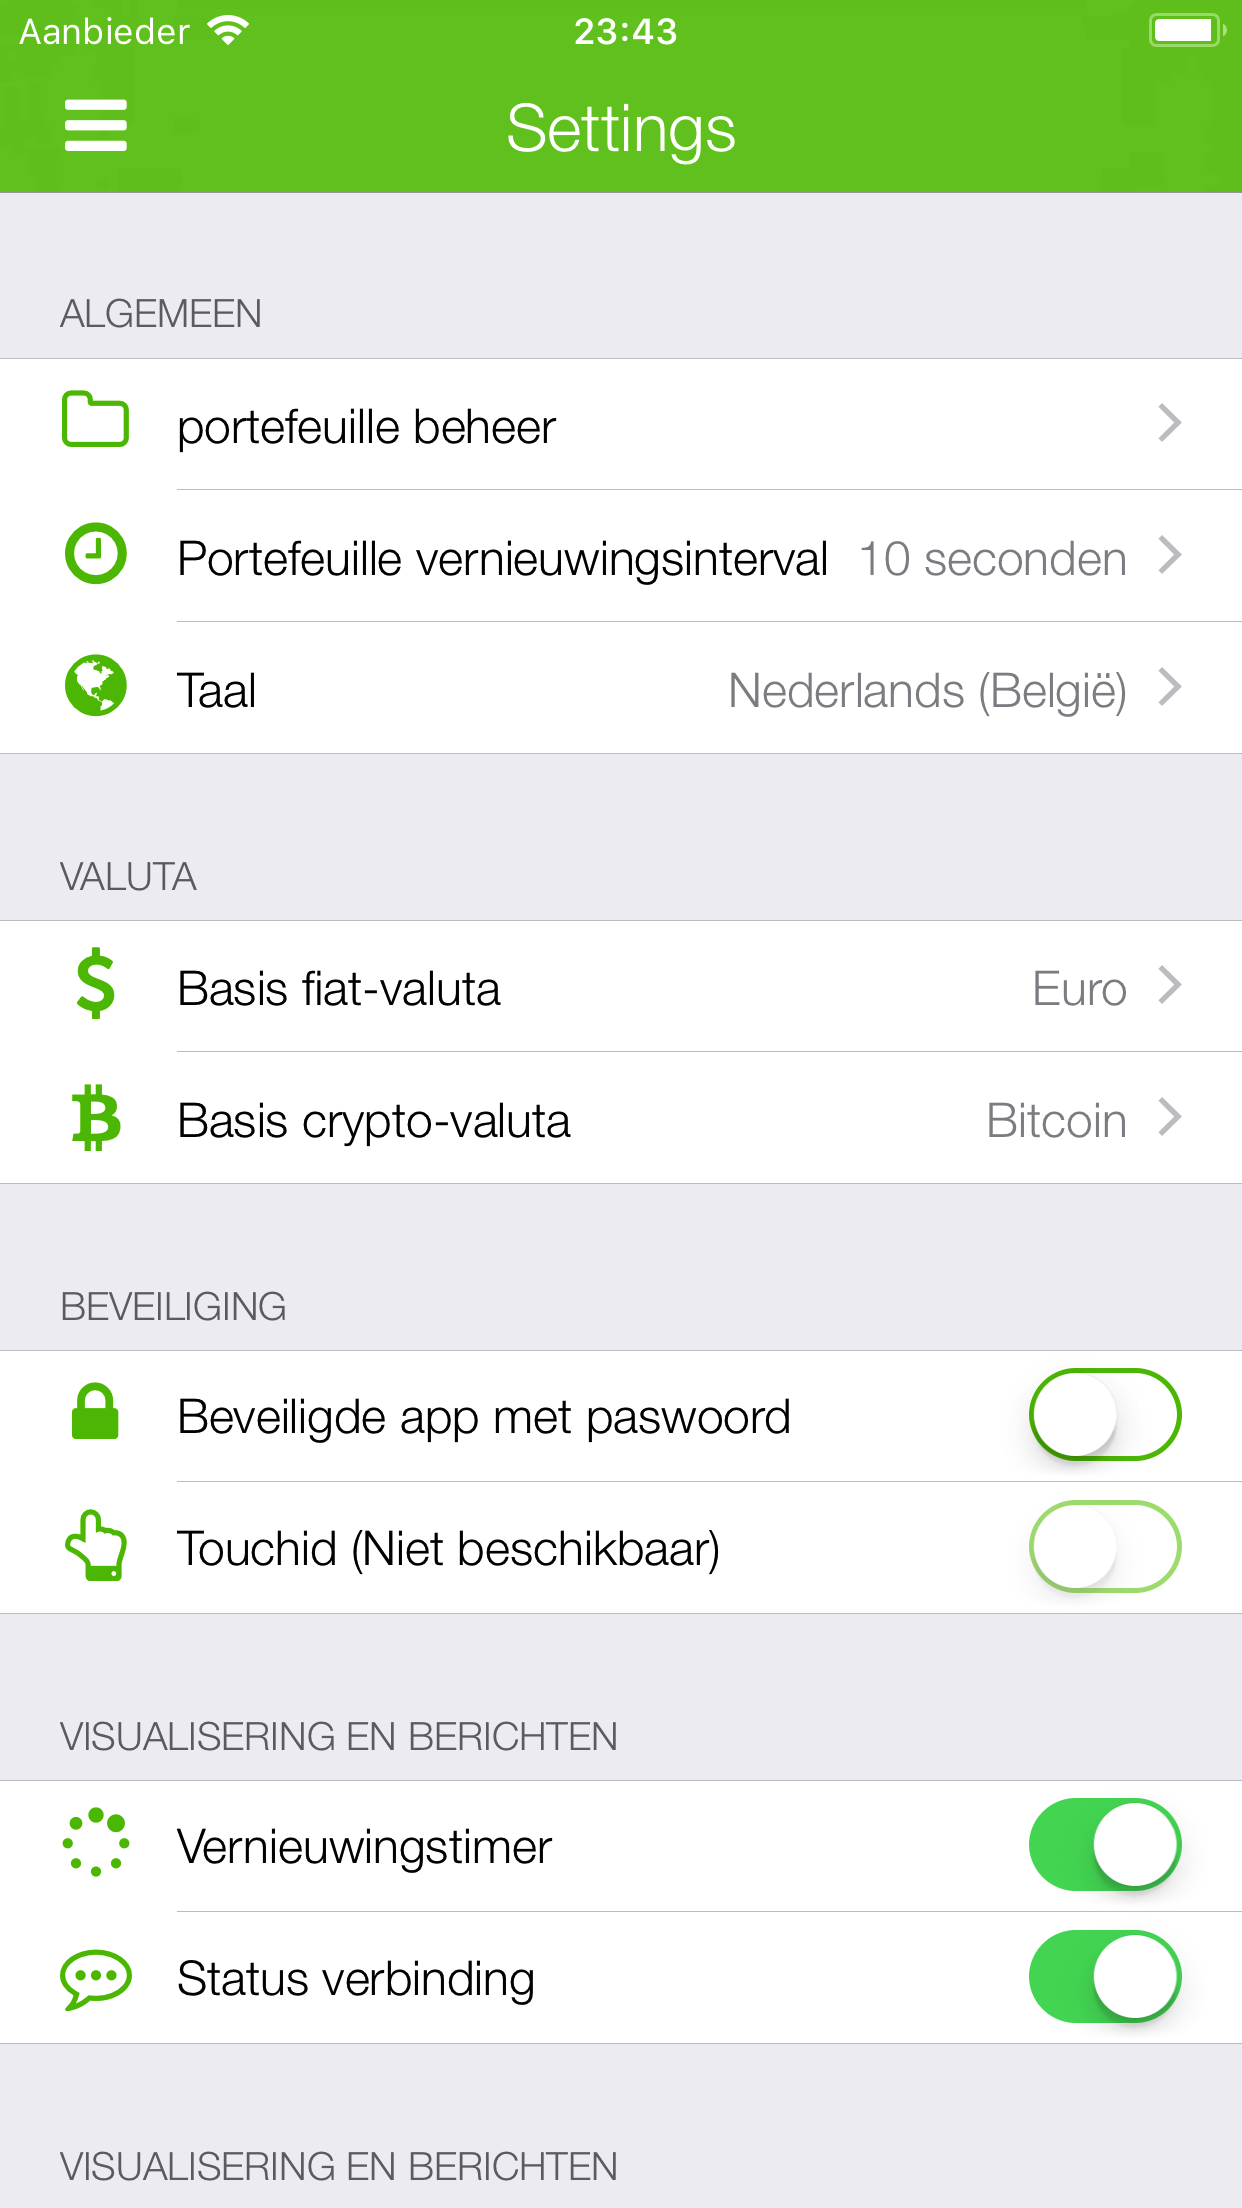 Aanbieder 23:43
Settings
ALGEMEEN
portefeuille beheer
Portefeuille vernieuwingsinterval 10 seconden
Taal Nederlands (België)
VALUTA
Basis fiat-valuta Euro
Basis crypto-valuta Bitcoin
BEVEILIGING
Beveiligde app met paswoord
Touchid (Niet beschikbaar)
VISUALISERING EN BERICHTEN
Vernieuwingstimer
Status verbinding
VISUALISERING EN BERICHTEN